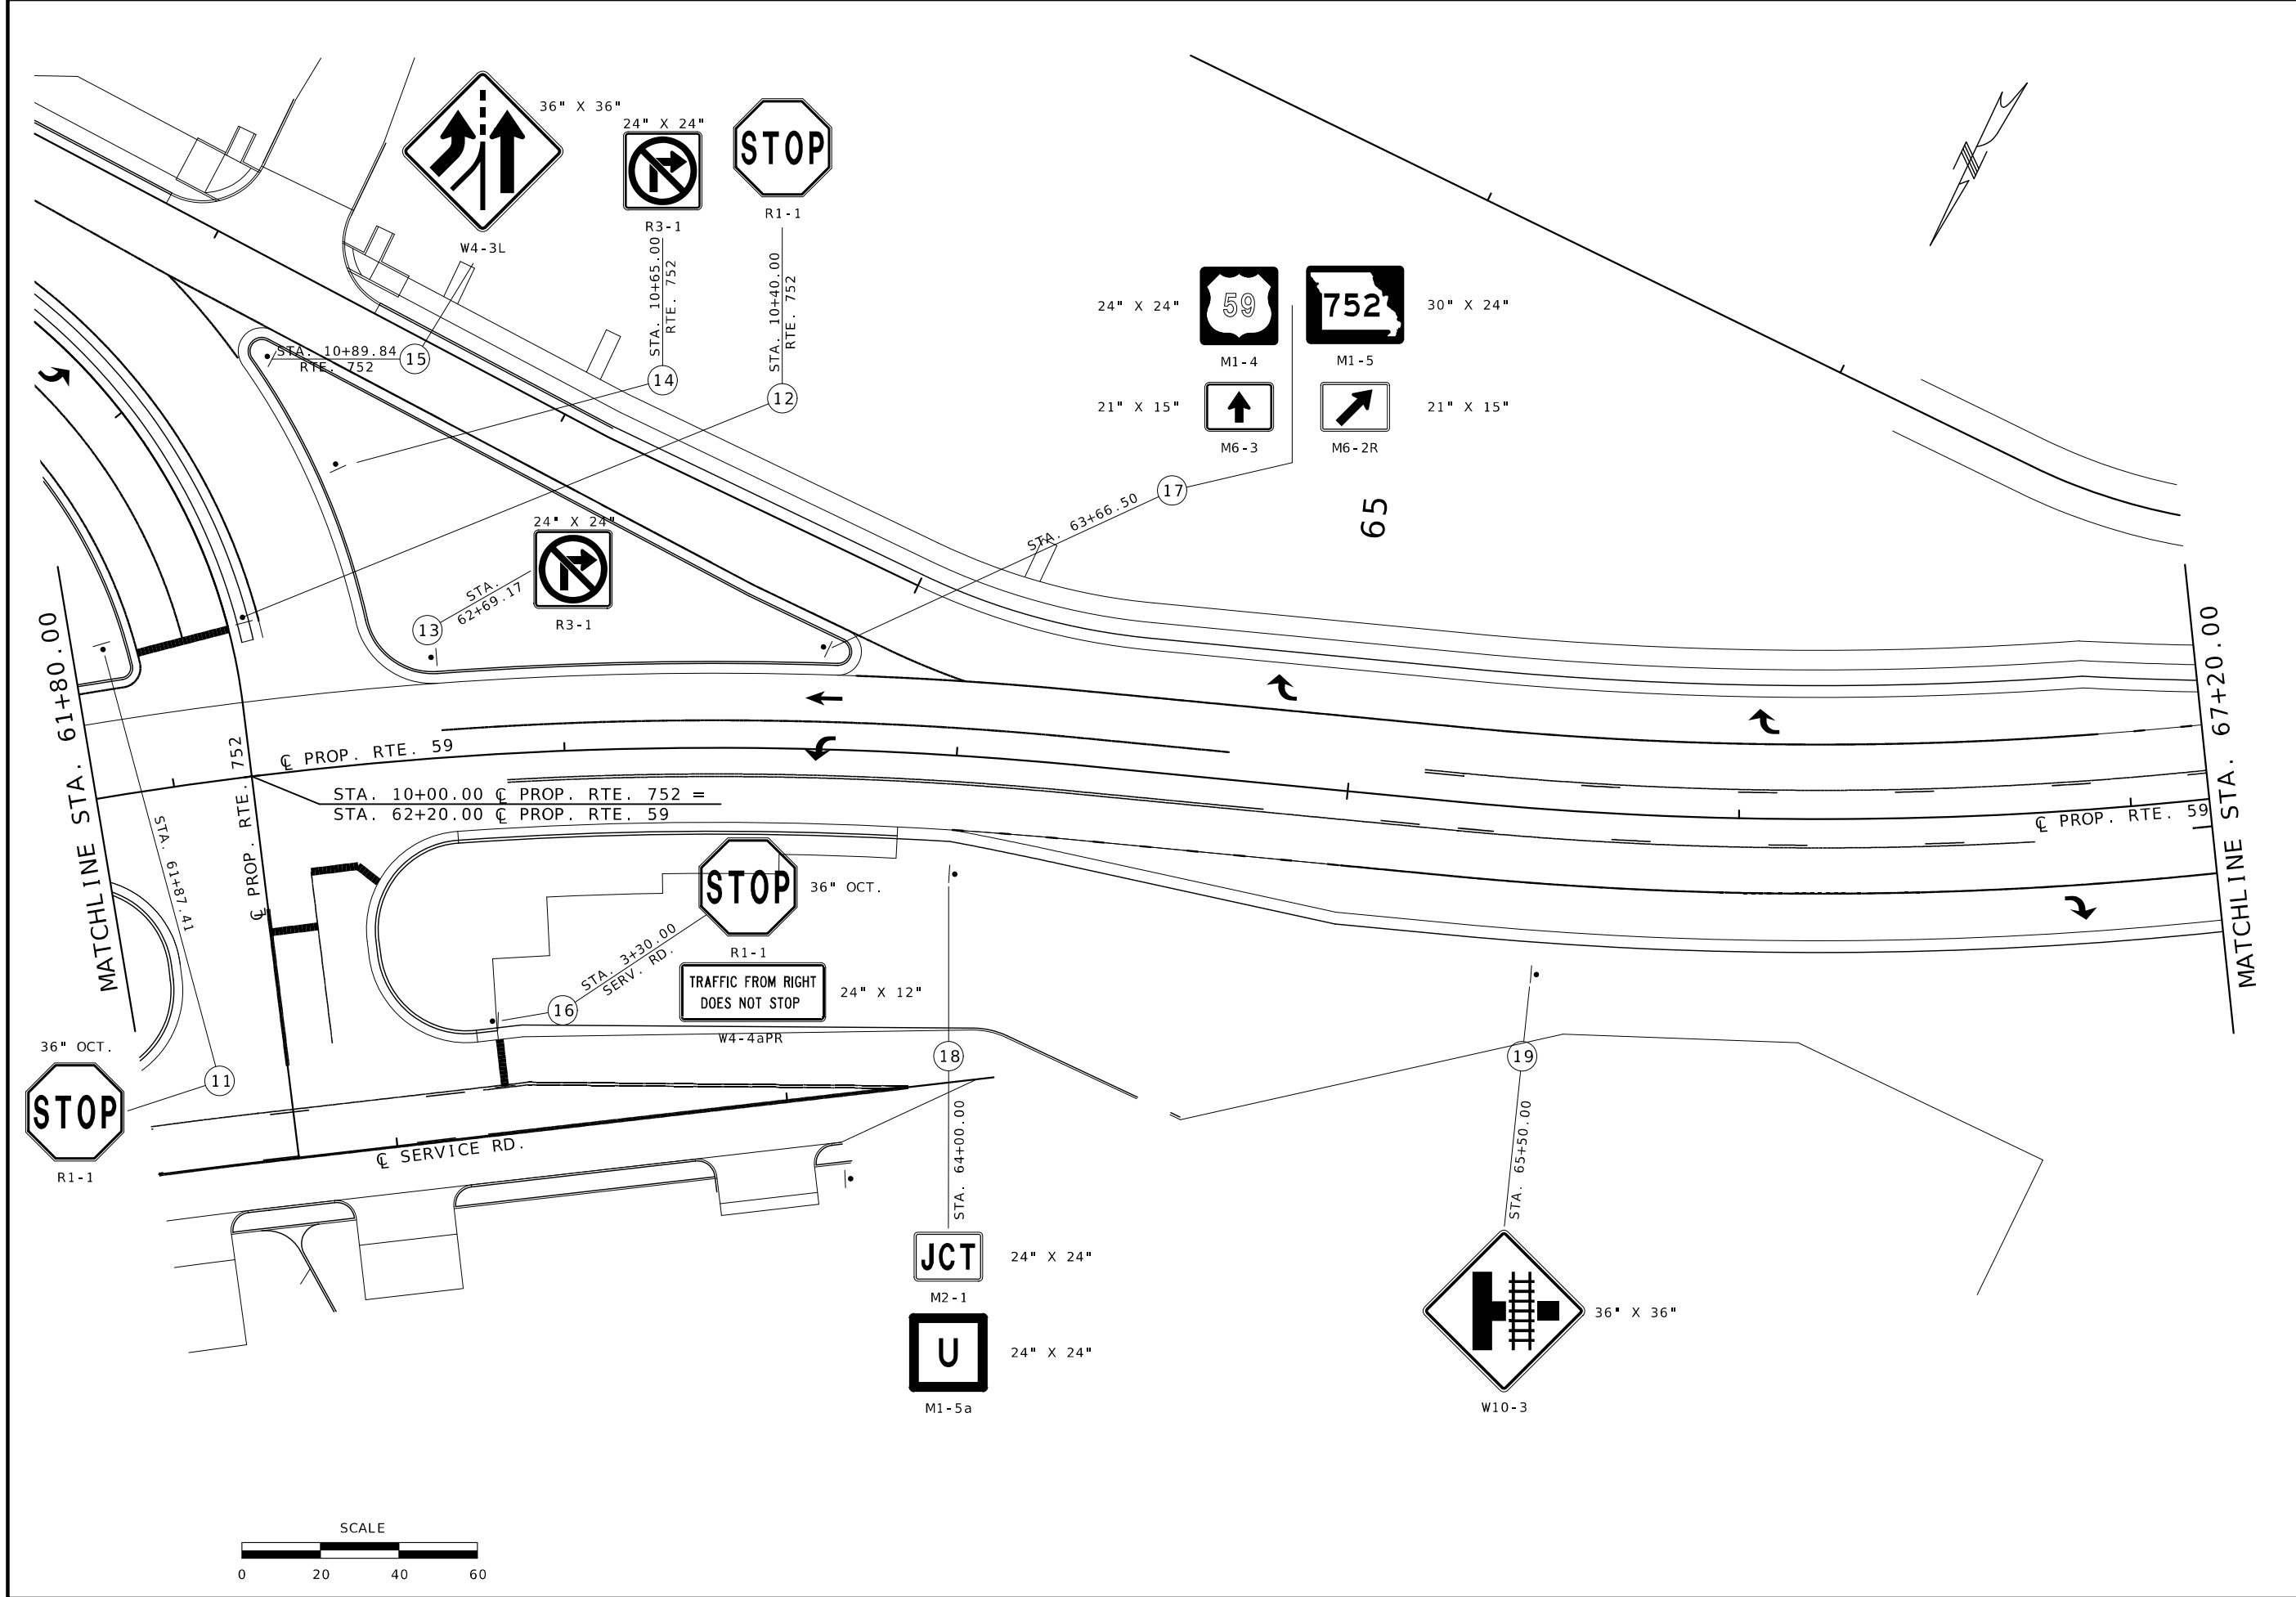 36" X 36"
W4-3L
24" X 24"
R3-1
STOP
R1-1
STA. 10+65.00
RTE. 752
STA. 10+40.00
RTE. 752
STA. 10+89.84
RTE. 752
15
14
12
24" X 24"
59
M1-4
752
M1-5
30" X 24"
21" X 15"
M6-3
M6-2R
21" X 15"
17
STA. 63+66.50
65
24" X 24"
R3-1
STA.
62+69.17
13
MATCHLINE STA. 61+80.00
MATCHLINE STA. 67+20.00
℄ PROP. RTE. 59
℄ PROP. RTE. 752
STA. 10+00.00 ℄ PROP. RTE. 752 =
STA. 62+20.00 ℄ PROP. RTE. 59
℄ PROP. RTE. 59
STA. 61+87.41
STOP
36" OCT.
R1-1
STA. 3+30.00
SERV. RD.
16
TRAFFIC FROM RIGHT
DOES NOT STOP
24" X 12"
W4-4aPR
36" OCT.
STOP
R1-1
11
18
19
℄ SERVICE RD.
STA. 64+00.00
STA. 65+50.00
JCT
24" X 24"
M2-1
U
24" X 24"
M1-5a
36" X 36"
W10-3
SCALE
0 20 40 60